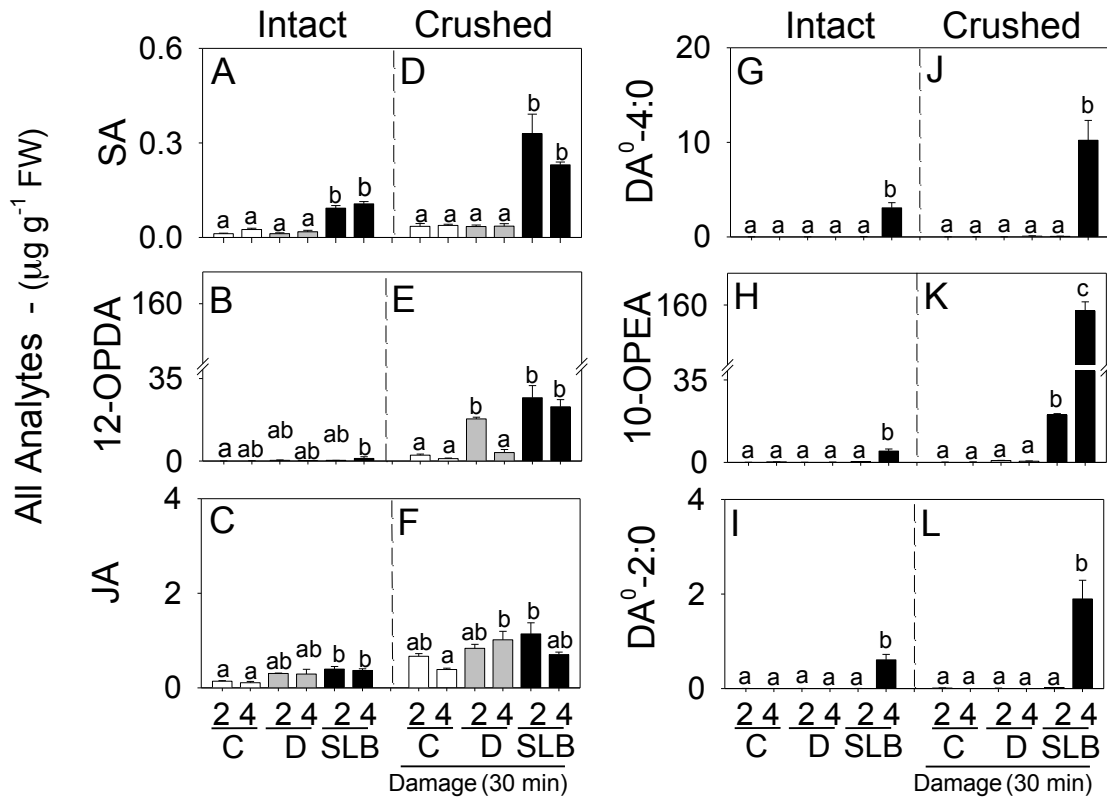 Intact Crushed Intact Crushed
All Analytes - (μg g⁻¹ FW)
SA
0.6
0.3
0.0
A
a a a a b b
D
a a a a b b
DA⁰-4:0
20
10
0
G
a a a a a b
J
a a a a a b
12-OPDA
160
35
0
B
a ab ab ab ab b
E
a a b a b b
10-OPEA
160
35
0
H
a a a a a b
K
a a a a b c
JA
4
2
0
C
a a ab ab b b
F
ab a ab b b ab
DA⁰-2:0
4
2
0
I
a a a a a b
L
a a a a a b
2 4 2 4 2 4 2 4 2 4 2 4
C D SLB C D SLB
Damage (30 min)
2 4 2 4 2 4 2 4 2 4 2 4
C D SLB C D SLB
Damage (30 min)